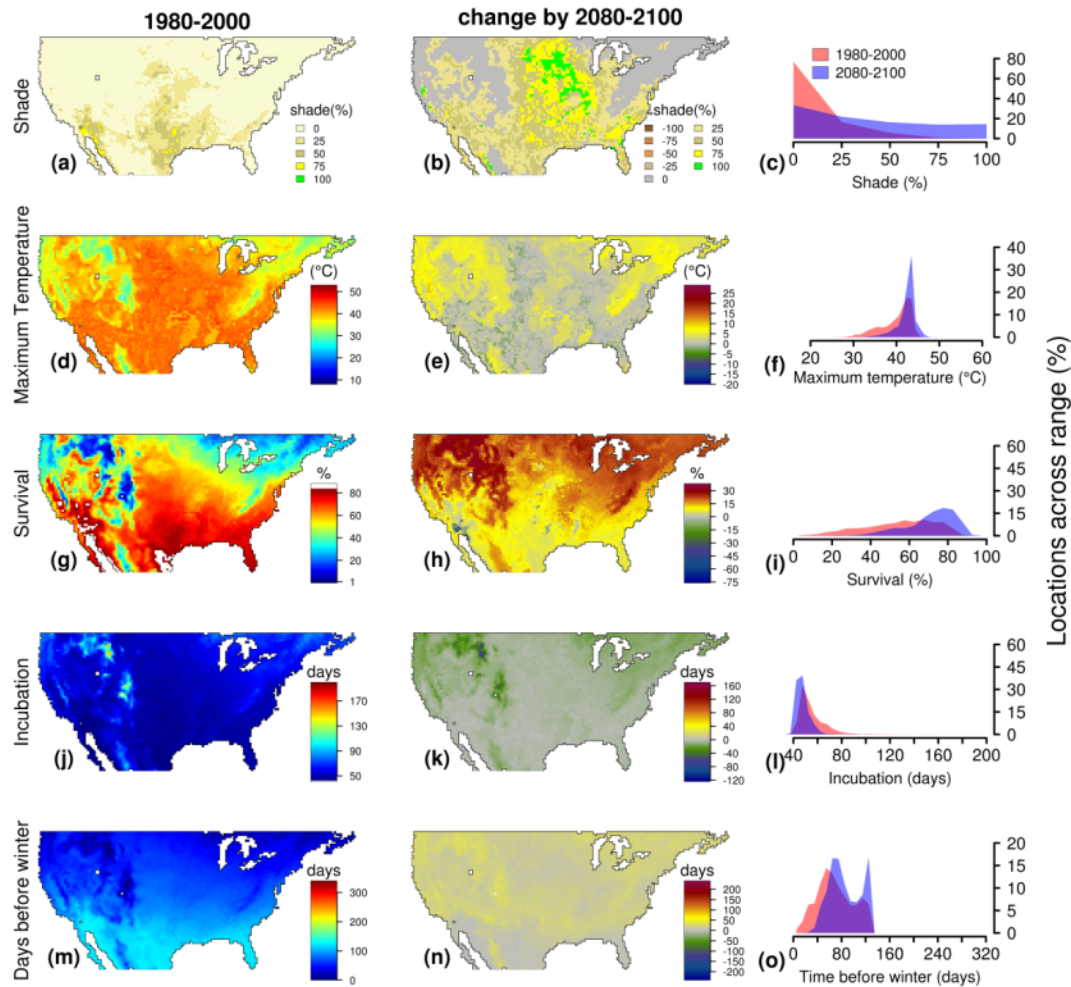 1980-2000
change by 2080-2100
Shade
shade(%)
0
25
50
75
100
(a)
shade(%)
-100
-75
-50
-25
0
25
50
75
100
(b)
1980-2000
2080-2100
80
60
40
20
0
(c)
0 25 50 75 100
Shade (%)
Maximum Temperature
(°C)
50
40
30
20
10
(d)
(°C)
25
20
15
10
5
0
-5
-10
-15
-20
(e)
40
30
20
10
0
(f)
20 30 40 50 60
Maximum temperature (°C)
Survival
%
80
60
40
20
1
(g)
%
30
15
0
-15
-30
-45
-60
-75
(h)
60
45
30
15
0
(i)
0 20 40 60 80 100
Survival (%)
Locations across range (%)
Incubation
days
170
130
90
50
(j)
days
160
120
80
40
0
-40
-80
-120
(k)
60
45
30
15
0
(l)
40 80 120 160 200
Incubation (days)
Days before winter
days
300
200
100
0
(m)
days
200
150
100
50
0
-50
-100
-150
-200
(n)
20
15
10
5
0
(o)
0 80 160 240 320
Time before winter (days)